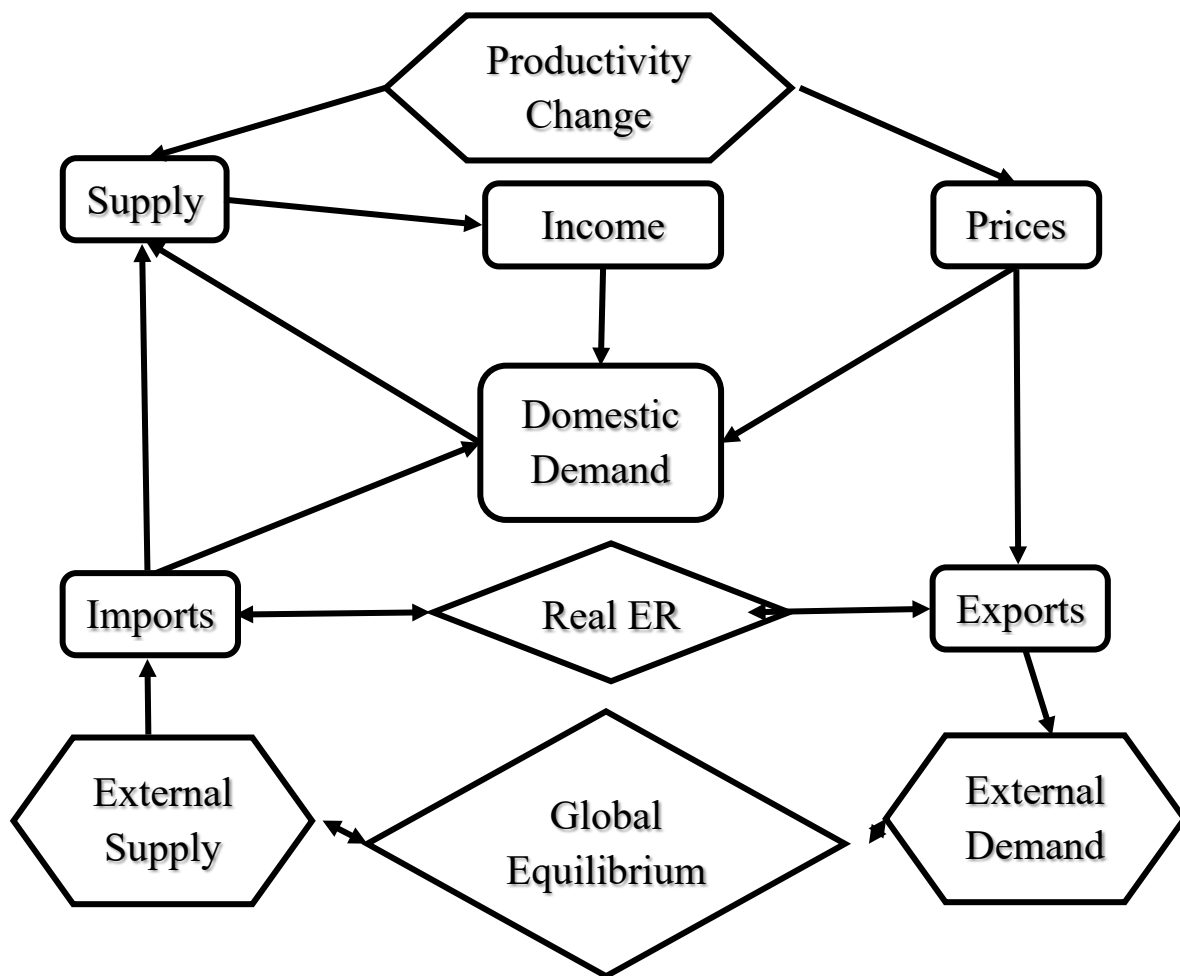 Productivity
Change
Supply
Income
Prices
Domestic
Demand
Imports
Real ER
Exports
External
Supply
Global
Equilibrium
External
Demand